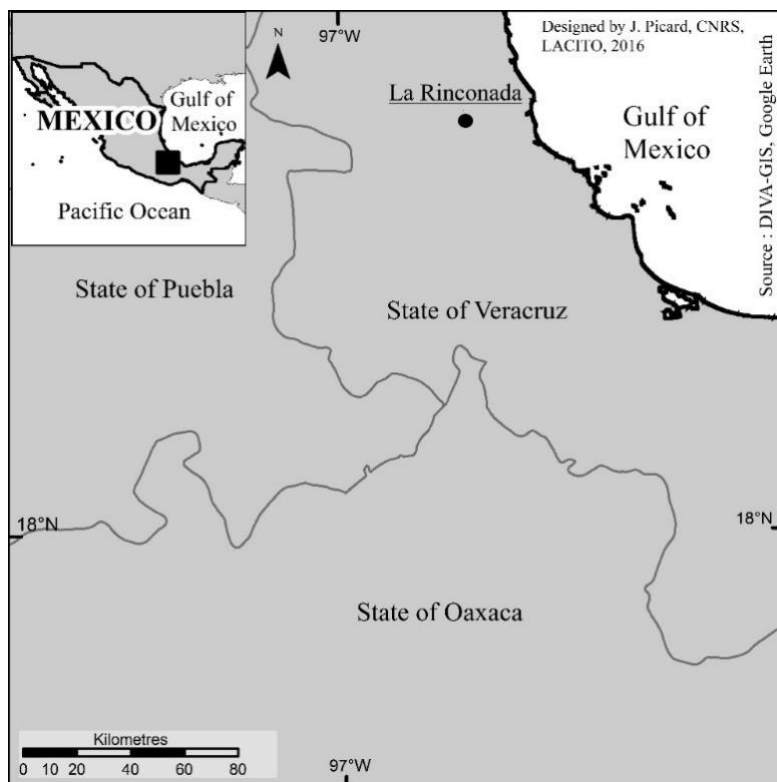 97°W
Designed by J. Picard, CNRS,
LACITO, 2016
N
Gulf of
Mexico
MEXICO
Pacific Ocean
La Rinconada
Gulf of
Mexico
Source : DIVA-GIS, Google Earth
State of Puebla
State of Veracruz
18°N
18°N
State of Oaxaca
Kilometres
0 10 20 40 60 80
97°W